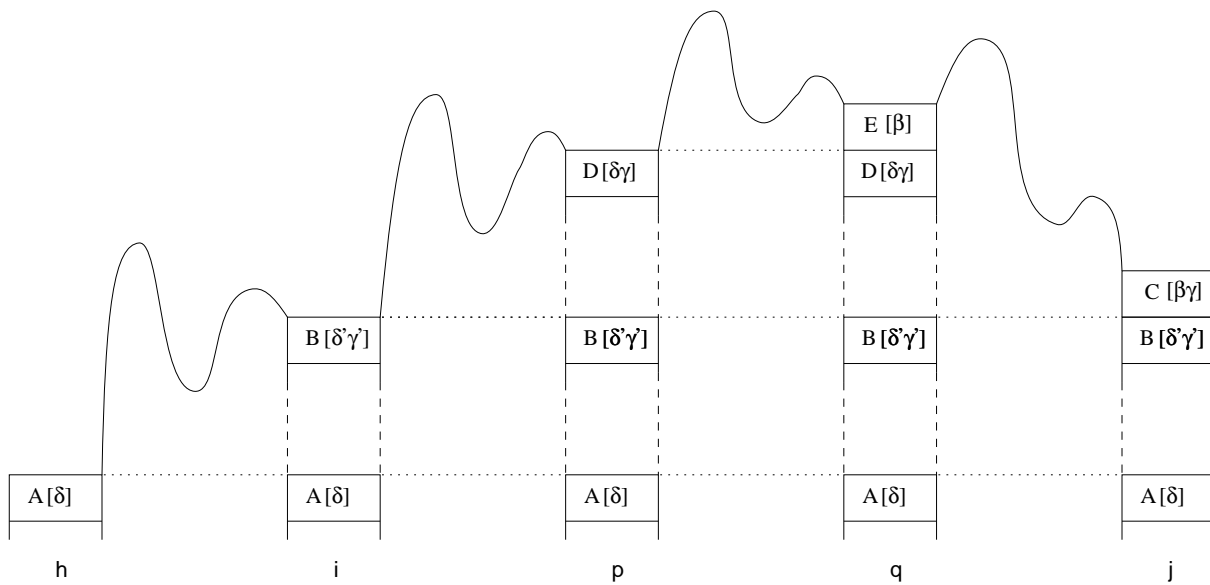 E [β]
D [δγ] D [δγ]
C [βγ]
B [δ'γ'] B [δ'γ'] B [δ'γ'] B [δ'γ']
A [δ] A [δ] A [δ] A [δ] A [δ]
h i p q j